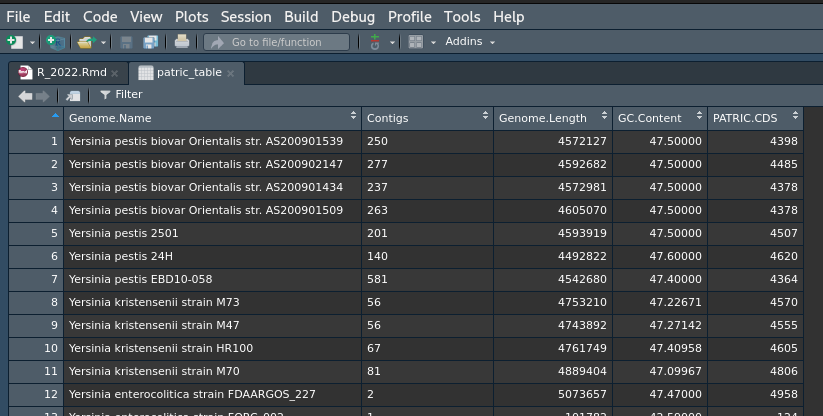 File Edit Code View Plots Session Build Debug Profile Tools Help
Go to file/function Addins
R_2022.Rmd patric_table
Filter
Genome.Name Contigs Genome.Length GC.Content PATRIC.CDS
1 Yersinia pestis biovar Orientalis str. AS200901539 250 4572127 47.50000 4398
2 Yersinia pestis biovar Orientalis str. AS200902147 277 4592682 47.50000 4485
3 Yersinia pestis biovar Orientalis str. AS200901434 237 4572981 47.50000 4378
4 Yersinia pestis biovar Orientalis str. AS200901509 263 4605070 47.50000 4378
5 Yersinia pestis 2501 201 4593919 47.50000 4507
6 Yersinia pestis 24H 140 4492822 47.60000 4620
7 Yersinia pestis EBD10-058 581 4542680 47.40000 4364
8 Yersinia kristensenii strain M73 56 4753210 47.22671 4570
9 Yersinia kristensenii strain M47 56 4743892 47.27142 4555
10 Yersinia kristensenii strain HR100 67 4761749 47.40958 4605
11 Yersinia kristensenii strain M70 81 4889404 47.09967 4806
12 Yersinia enterocolitica strain FDAARGOS_227 2 5073657 47.47000 4958